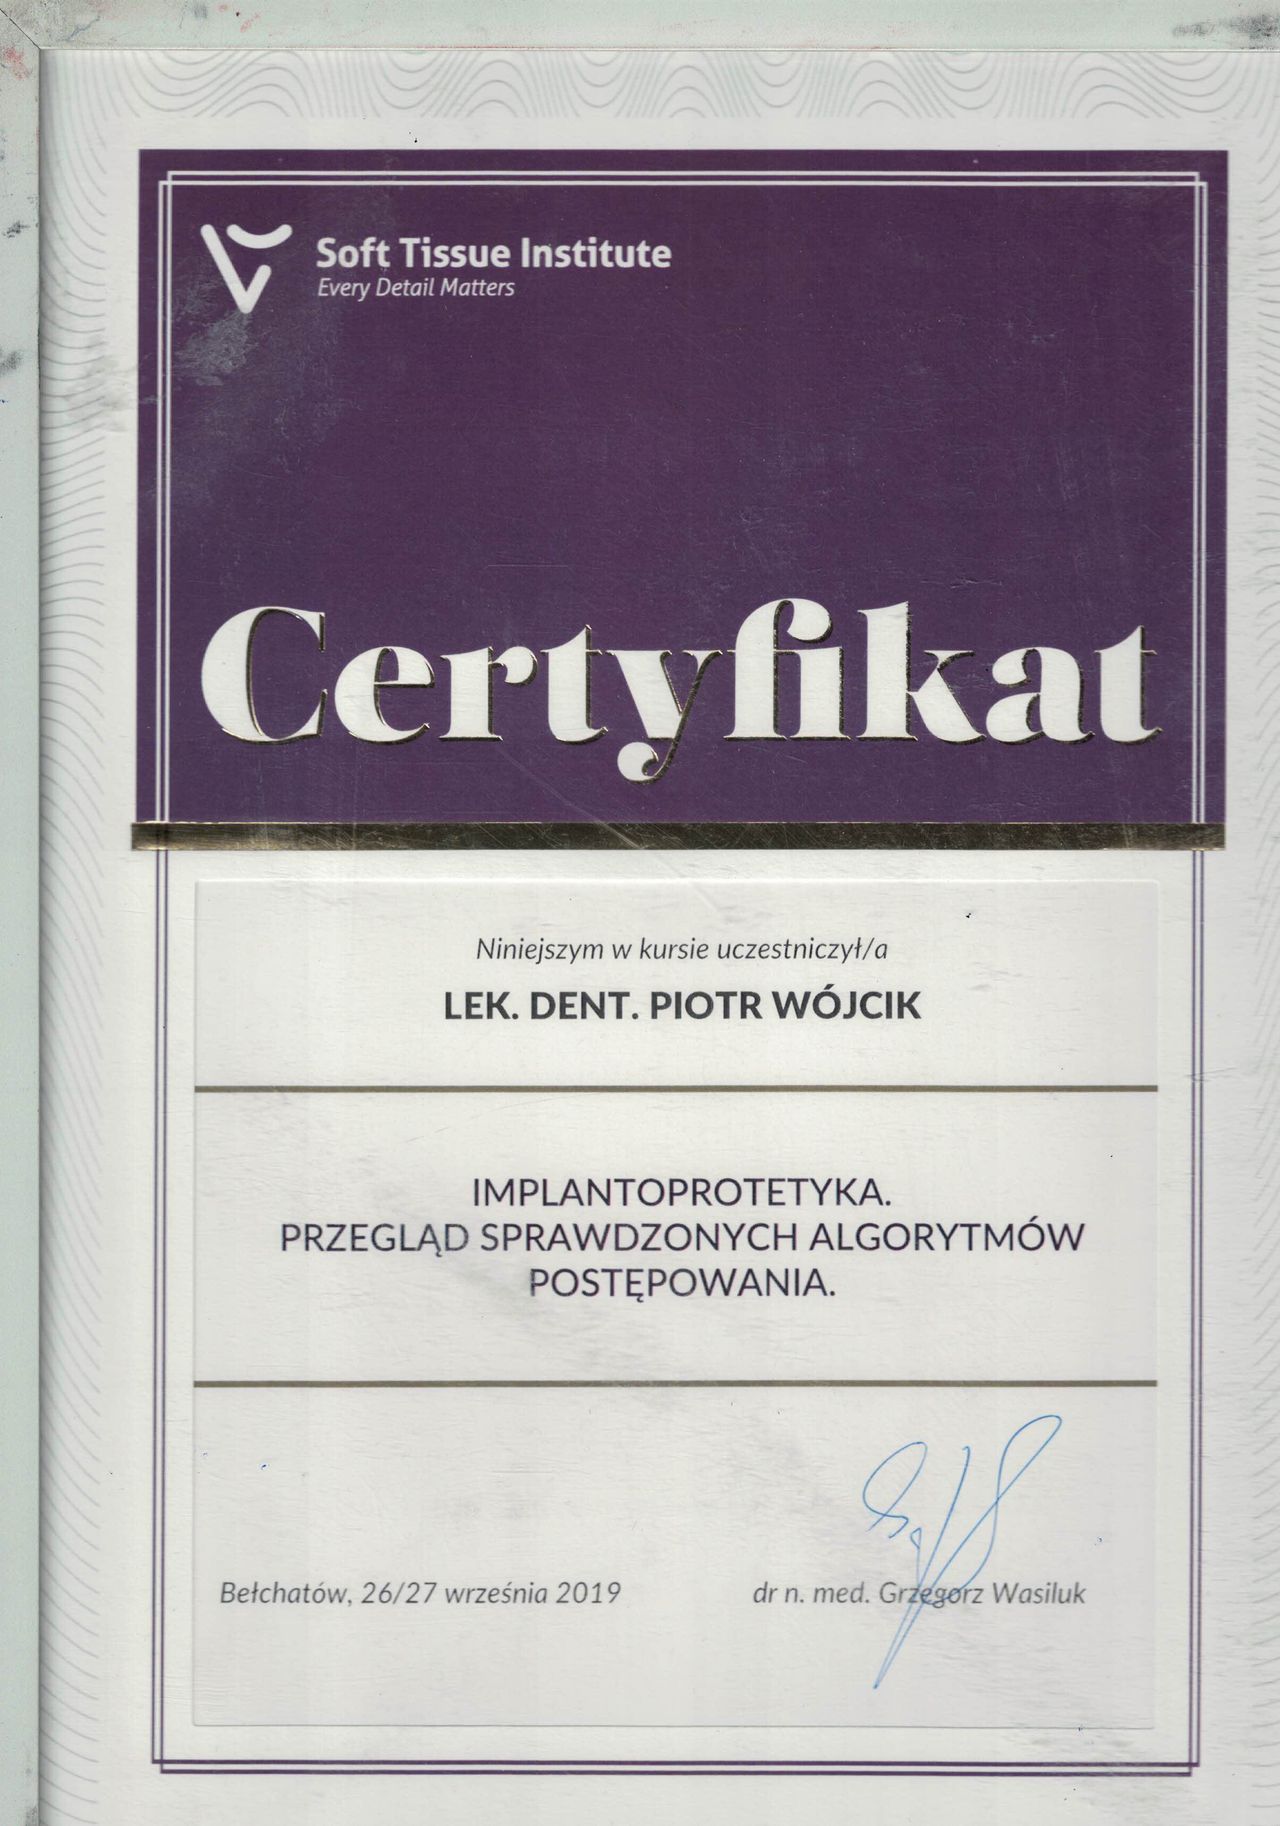 Soft Tissue Institute
Every Detail Matters
Certyfikat
Niniejszym w kursie uczestniczył/a
LEK. DENT. PIOTR WÓJCIK
IMPLANTOPROTETYKA.
PRZEGLĄD SPRAWDZONYCH ALGORYTMÓW
POSTĘPOWANIA.
Bełchatów, 26/27 września 2019
dr n. med. Grzegorz Wasiluk